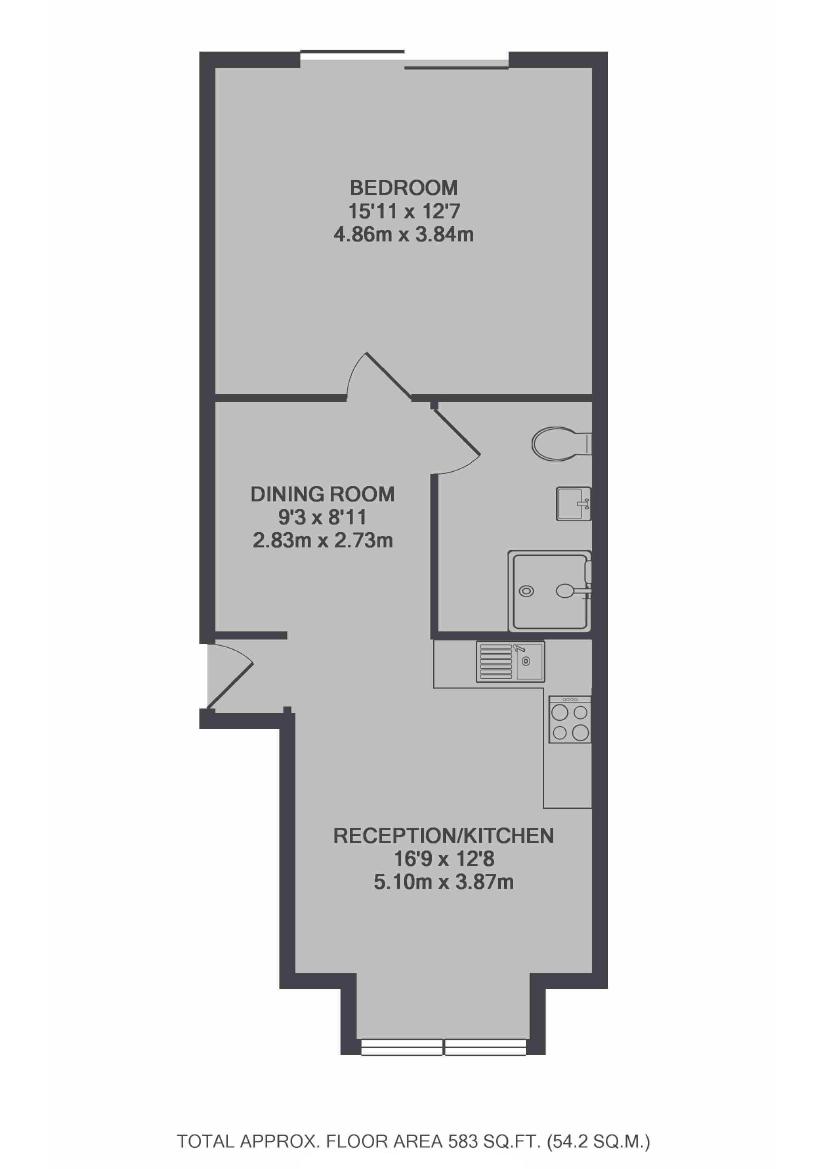 BEDROOM
15'11 x 12'7
4.86m x 3.84m
DINING ROOM
9'3 x 8'11
2.83m x 2.73m
RECEPTION/KITCHEN
16'9 x 12'8
5.10m x 3.87m
TOTAL APPROX. FLOOR AREA 583 SQ.FT. (54.2 SQ.M.)